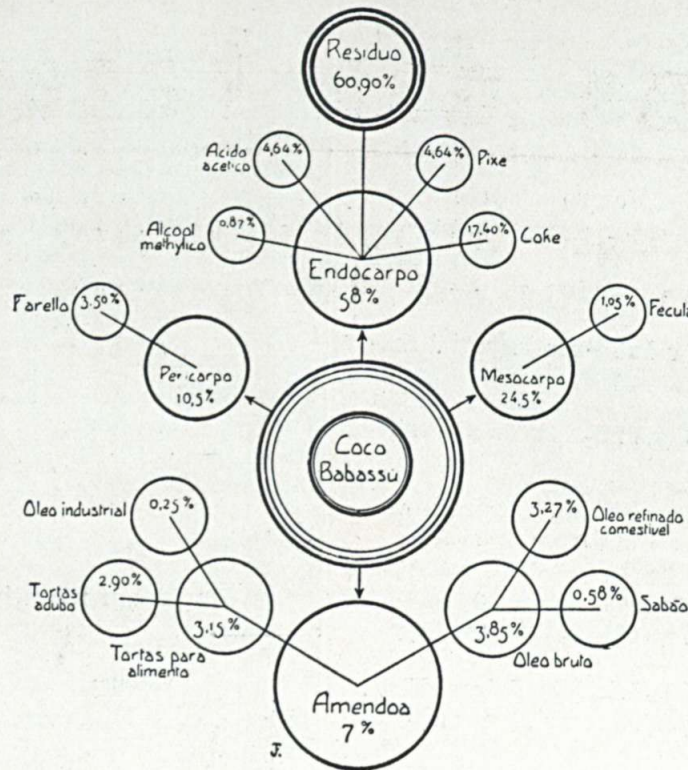 Residuo
60,90%
Acido
acetico
4,64%
4,64%
Pixe
Alcool
methylico
0,87%
17,40%
Coke
Endocarpo
58%
Farello
3.50%
1,05%
Fecula
Pericarpo
10,5%
Mesocarpo
24,5%
Coco
Babassú
Oleo industrial
0,25%
3,27%
Oleo refinado
comestivel
Tortas
adubo
2,90%
0,58%
Sabão
3,15%
3,85%
Tortas para
alimento
Oleo bruto
Amendoa
7%
J.